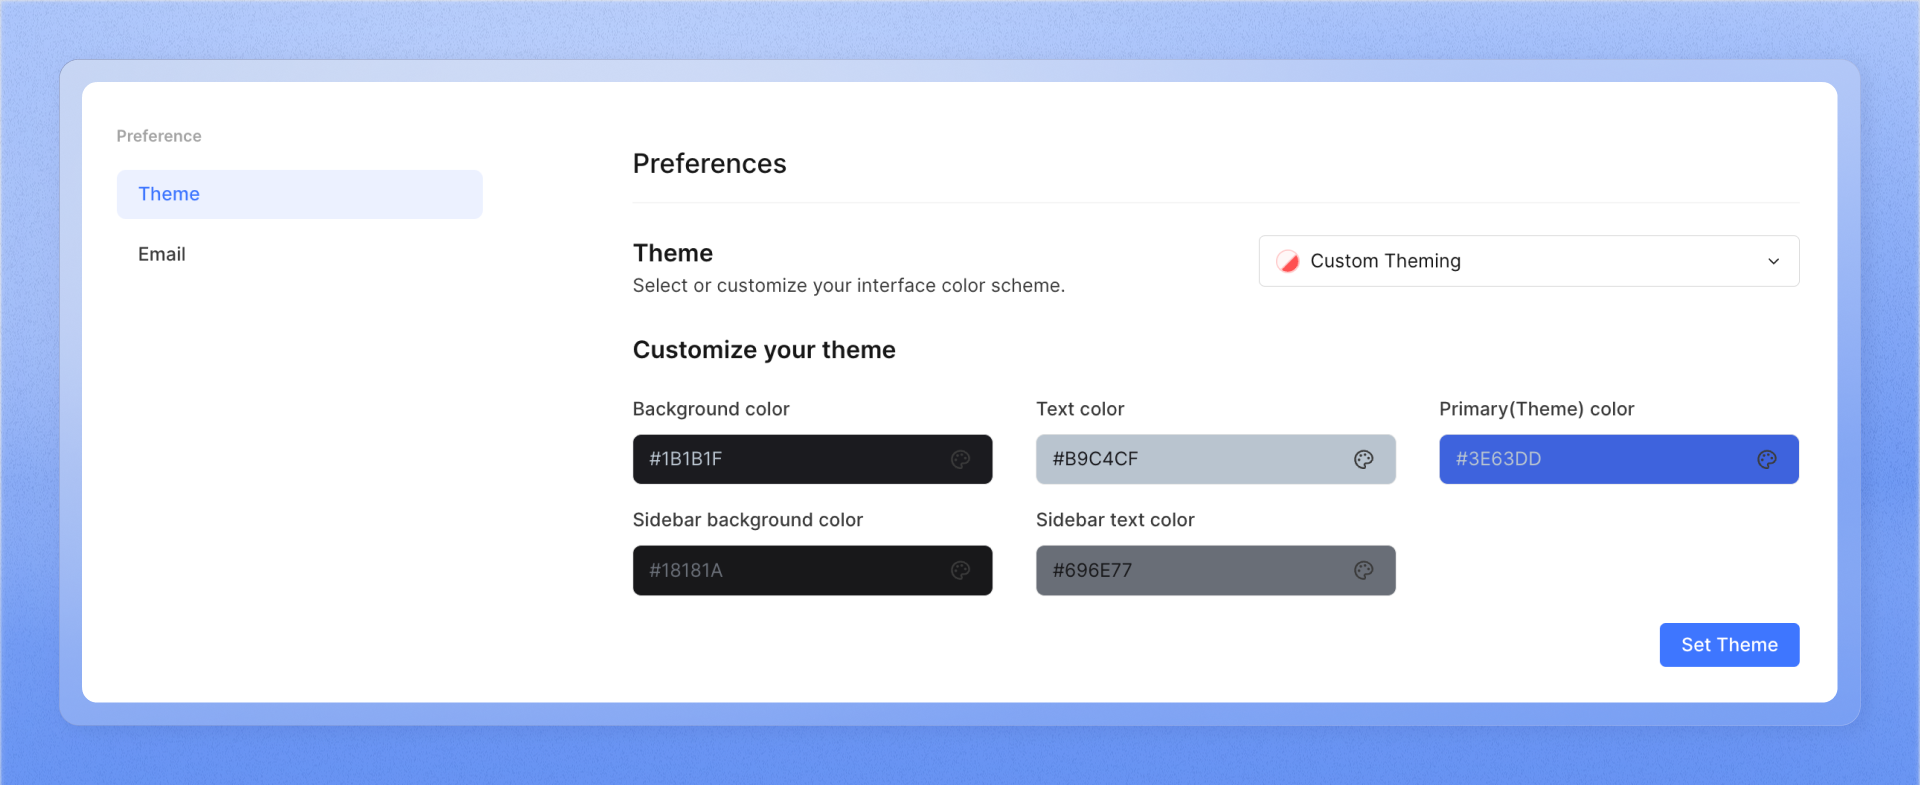 Preference
Theme
Email
Preferences
Theme
Select or customize your interface color scheme.
Custom Theming
Customize your theme
Background color
Text color
Primary(Theme) color
#1B1B1F
#B9C4CF
#3E63DD
Sidebar background color
Sidebar text color
#18181A
#696E77
Set Theme